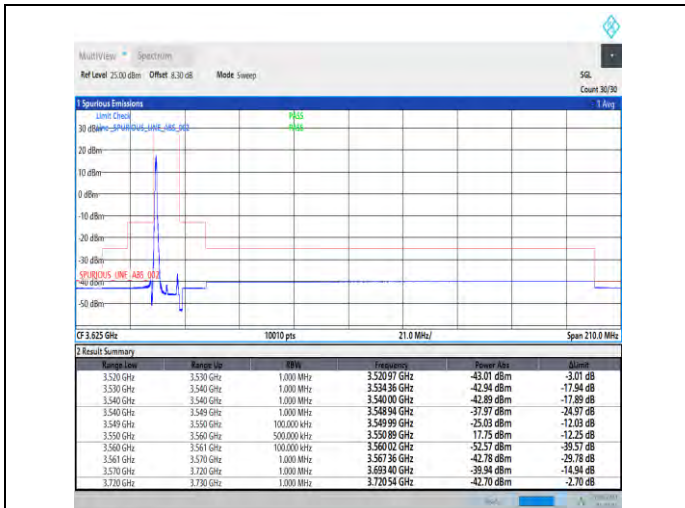 MultiView Spectrum
Ref Level 25.00 dBm Offset 8.30 dB Mode Sweep SGL
Count 30/30
1 Spurious Emissions 1 Avg
Limit Check PASS
30 dBm Line _SPURIOUS_LINE_ABS_002 PASS
20 dBm
10 dBm
0 dBm
-10 dBm
-20 dBm
-30 dBm
_SPURIOUS_LINE_ABS_002
-40 dBm
-50 dBm
CF 3.625 GHz 10010 pts 21.0 MHz/ Span 210.0 MHz
2 Result Summary
Range Low Range Up RBW Frequency Power Abs ΔLimit
3.520 GHz 3.530 GHz 1.000 MHz 3.520 97 GHz -43.01 dBm -3.01 dB
3.530 GHz 3.540 GHz 1.000 MHz 3.534 36 GHz -42.94 dBm -17.94 dB
3.540 GHz 3.540 GHz 1.000 MHz 3.540 00 GHz -42.89 dBm -17.89 dB
3.540 GHz 3.549 GHz 1.000 MHz 3.548 94 GHz -37.97 dBm -24.97 dB
3.549 GHz 3.550 GHz 100.000 kHz 3.549 99 GHz -25.03 dBm -12.03 dB
3.550 GHz 3.560 GHz 500.000 kHz 3.550 89 GHz 17.75 dBm -12.25 dB
3.560 GHz 3.561 GHz 100.000 kHz 3.560 02 GHz -52.57 dBm -39.57 dB
3.561 GHz 3.570 GHz 1.000 MHz 3.567 36 GHz -42.78 dBm -29.78 dB
3.570 GHz 3.720 GHz 1.000 MHz 3.693 40 GHz -39.94 dBm -14.94 dB
3.720 GHz 3.730 GHz 1.000 MHz 3.720 54 GHz -42.70 dBm -2.70 dB